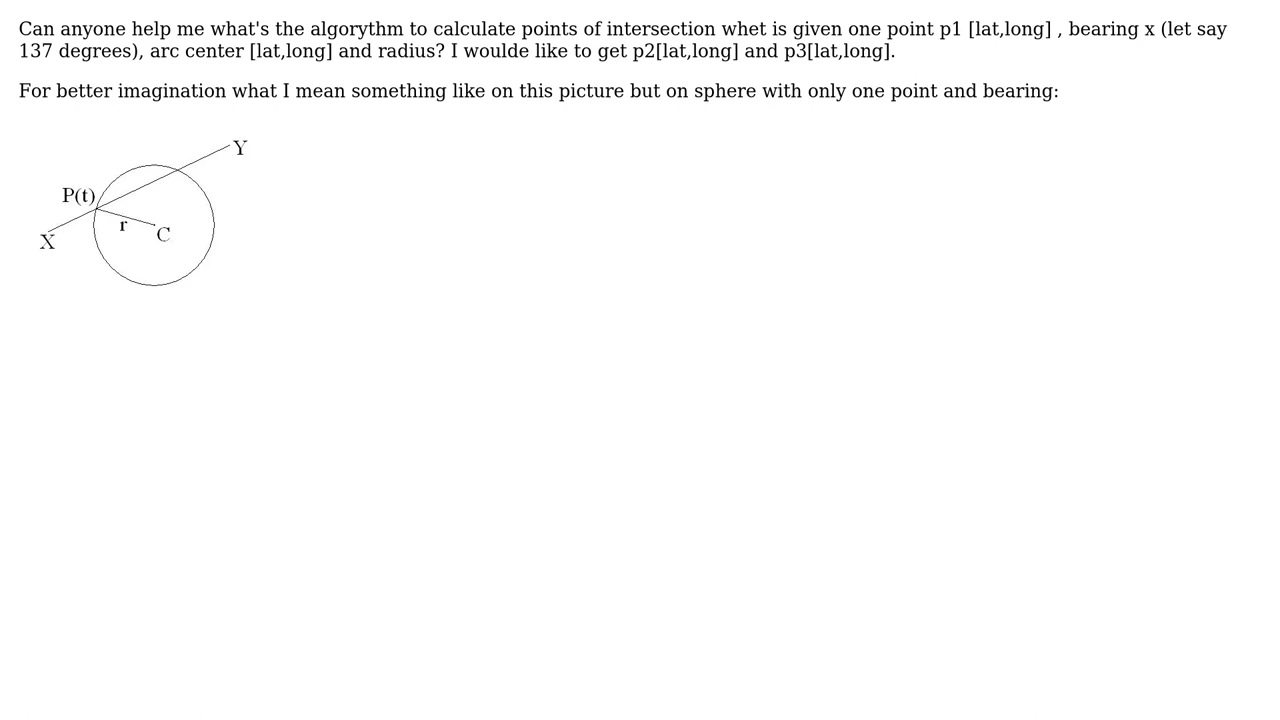 Can anyone help me what's the algorythm to calculate points of intersection whet is given one point p1 [lat,long] , bearing x (let say
137 degrees), arc center [lat,long] and radius? I woulde like to get p2[lat,long] and p3[lat,long].
For better imagination what I mean something like on this picture but on sphere with only one point and bearing:
Y
P(t)
r
C
X